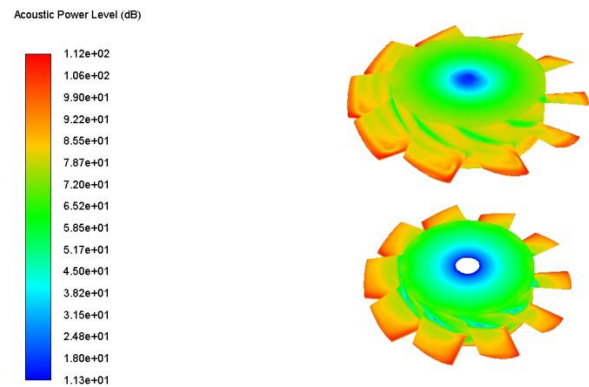 Acoustic Power Level (dB)
1.12e+02
1.06e+02
9.90e+01
9.22e+01
8.55e+01
7.87e+01
7.20e+01
6.52e+01
5.85e+01
5.17e+01
4.50e+01
3.82e+01
3.15e+01
2.48e+01
1.80e+01
1.13e+01